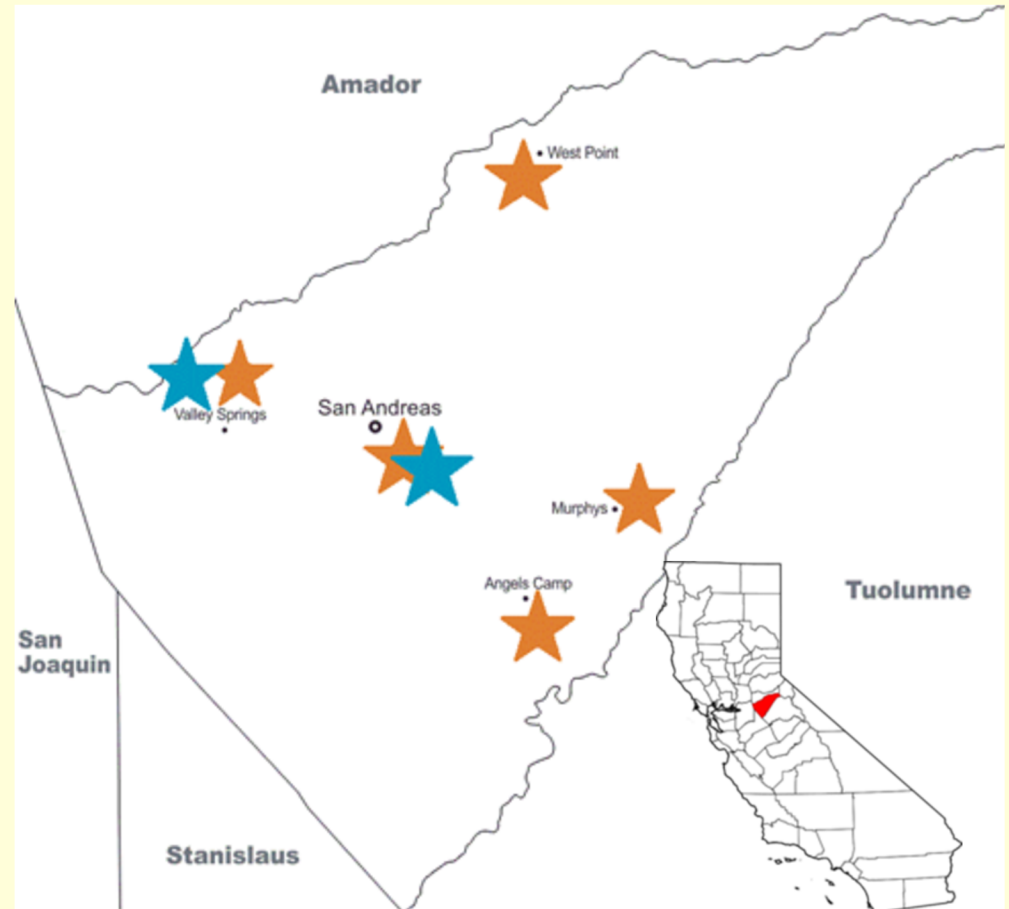 Amador
West Point
Valley Springs
San Andreas
Murphys
Angels Camp
Tuolumne
San
Joaquin
Stanislaus